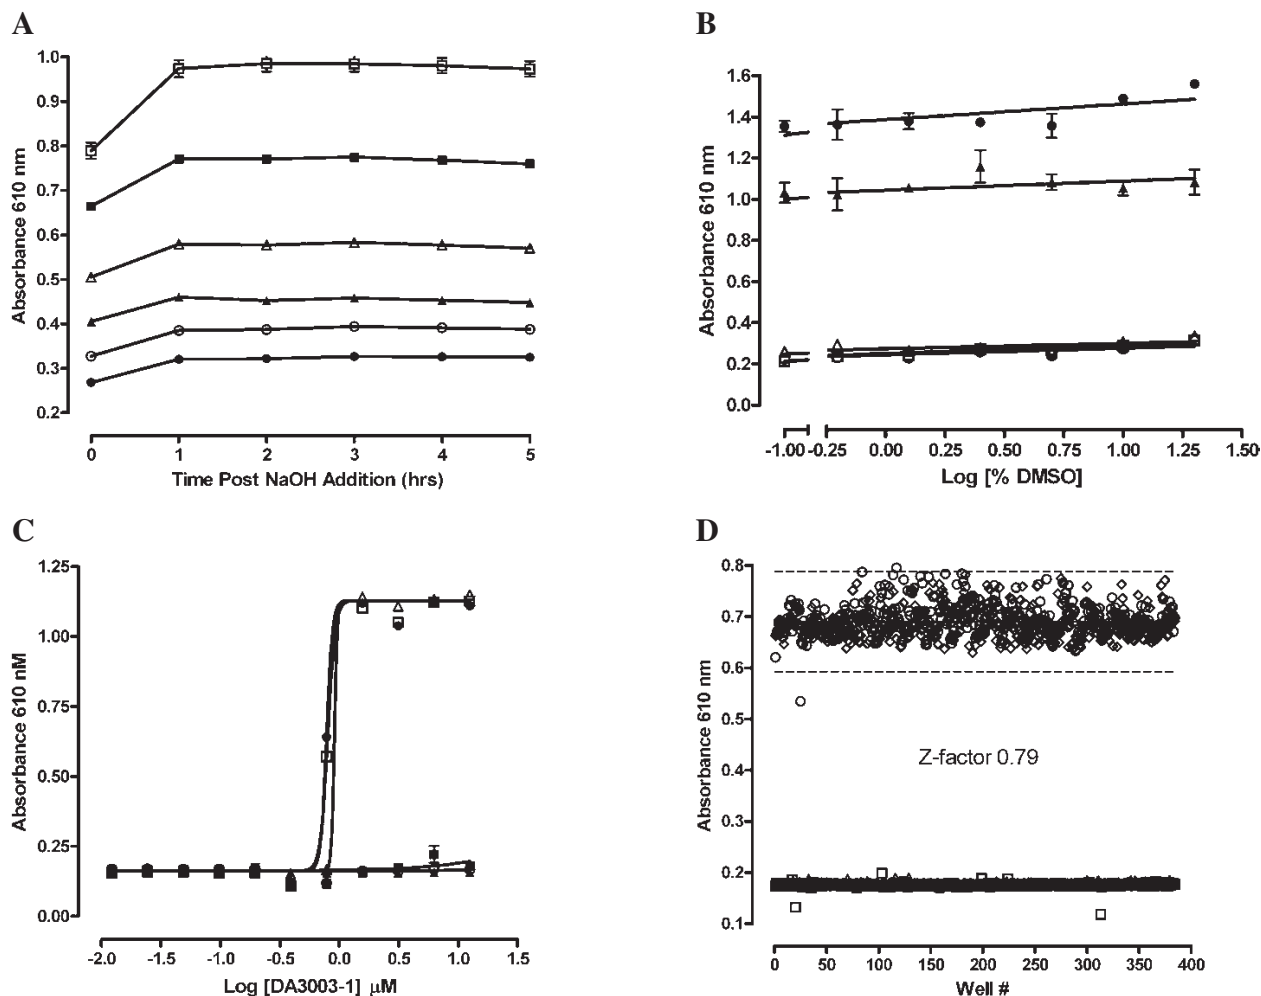 A
1.0
0.9
0.8
0.7
0.6
0.5
0.4
0.3
0.2
Absorbance 610 nm
0 1 2 3 4 5
Time Post NaOH Addition (hrs)
B
1.6
1.4
1.2
1.0
0.8
0.6
0.4
0.2
0.0
Absorbance 610 nm
-1.00 -0.25 0.00 0.25 0.50 0.75 1.00 1.25 1.50
Log [% DMSO]
C
1.25
1.00
0.75
0.50
0.25
0.00
Absorbance 610 nM
-2.0 -1.5 -1.0 -0.5 0.0 0.5 1.0 1.5
Log [DA3003-1] μM
D
0.8
0.7
0.6
0.5
0.4
0.3
0.2
0.1
Absorbance 610 nm
Z-factor 0.79
0 50 100 150 200 250 300 350 400
Well #